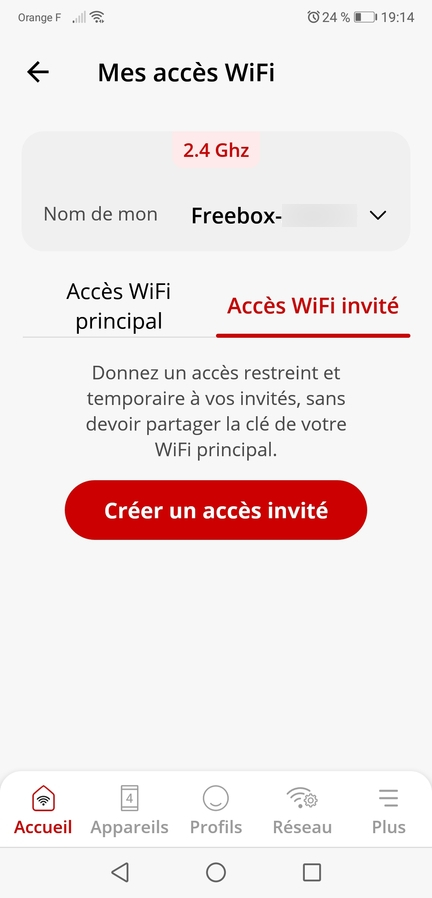 Orange F 24 % 19:14
Mes accès WiFi
2.4 Ghz
Nom de mon Freebox-
Accès WiFi
principal
Accès WiFi invité
Donnez un accès restreint et
temporaire à vos invités, sans
devoir partager la clé de votre
WiFi principal.
Créer un accès invité
4
Accueil Appareils Profils Réseau Plus